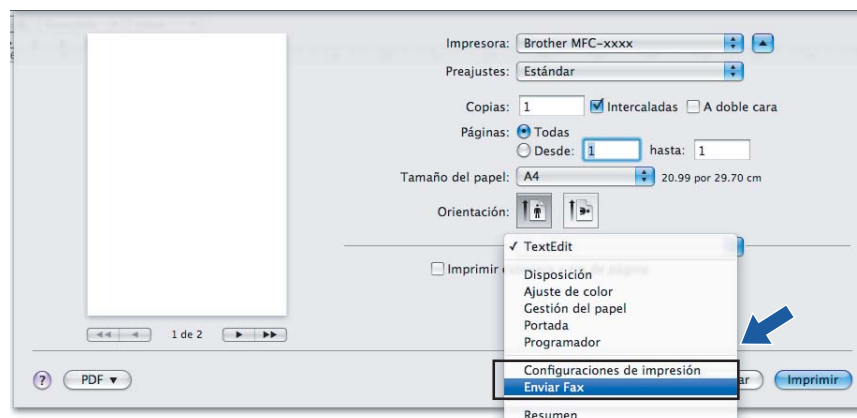 Impresora: Brother MFC-xxxx
Preajustes: Estándar
Copias: 1 Intercaladas A doble cara
Páginas: Todas
Desde: 1 hasta: 1
Tamaño del papel: A4 20.99 por 29.70 cm
Orientación:
✓ TextEdit
Imprimir
Disposición
Ajuste de color
Gestión del papel
Portada
Programador
Configuraciones de impresión
Enviar Fax
Resumen
1 de 2
? PDF ▼ ar Imprimir